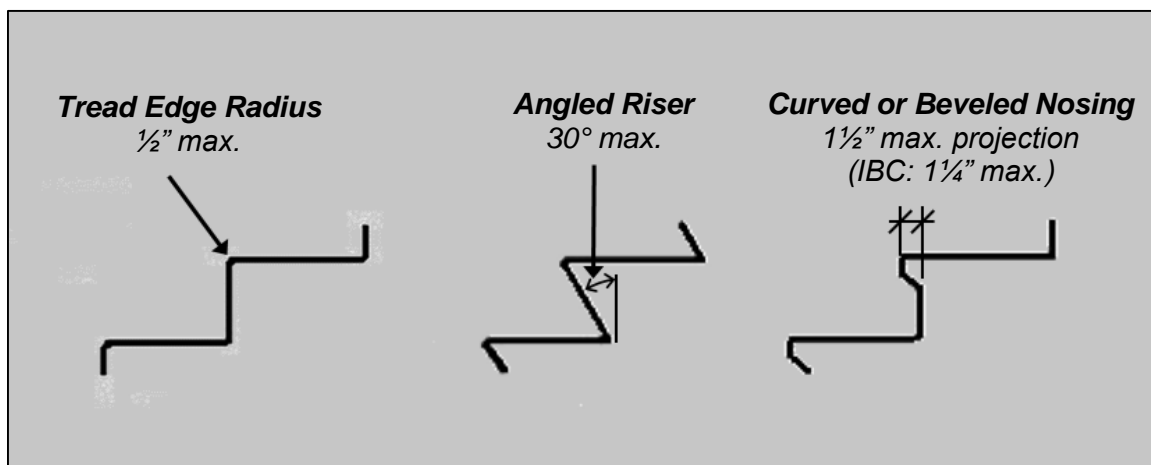 Tread Edge Radius
½” max.
Angled Riser
30° max.
Curved or Beveled Nosing
1½” max. projection
(IBC: 1¼” max.)